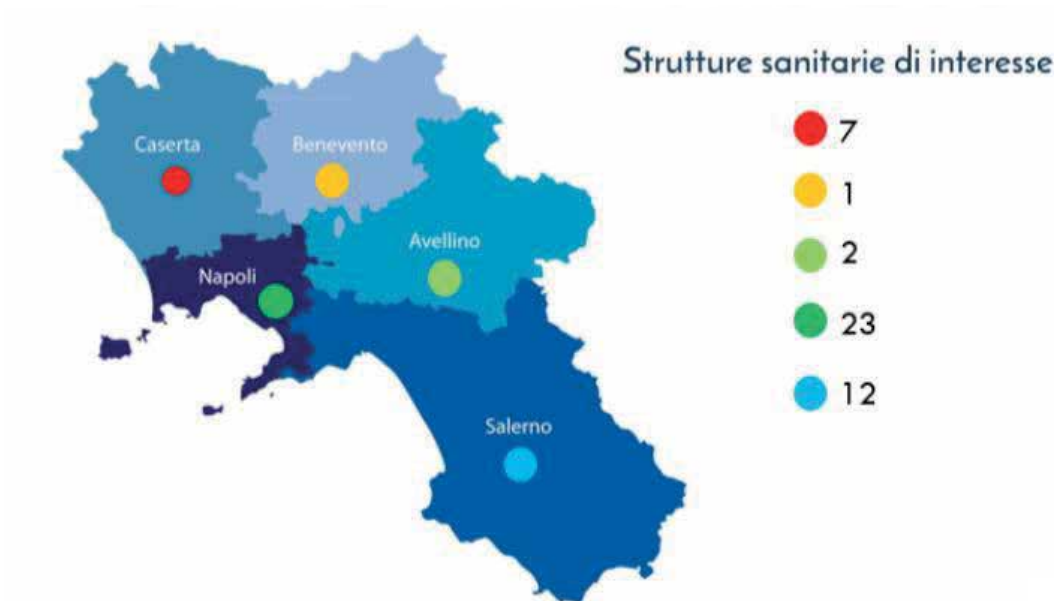 Strutture sanitarie di interesse
7
1
2
23
12
Caserta
Benevento
Avellino
Napoli
Salerno